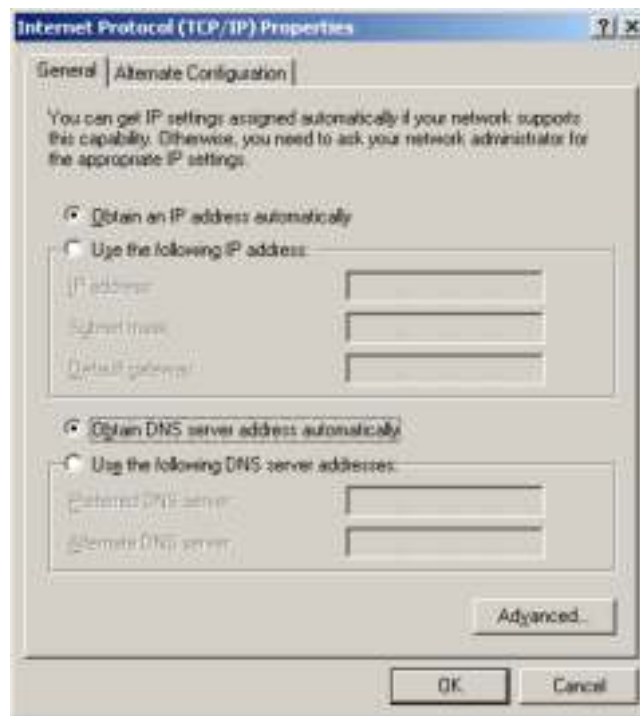 Internet Protocol (TCP/IP) Properties
? X
General
Alternate Configuration
You can get IP settings assigned automatically if your network supports
this capability. Otherwise, you need to ask your network administrator for
the appropriate IP settings.
Obtain an IP address automatically
Use the following IP address:
IP address:
Subnet mask:
Default gateway:
Obtain DNS server address automatically
Use the following DNS server addresses:
Preferred DNS server:
Alternate DNS server:
Advanced...
OK
Cancel